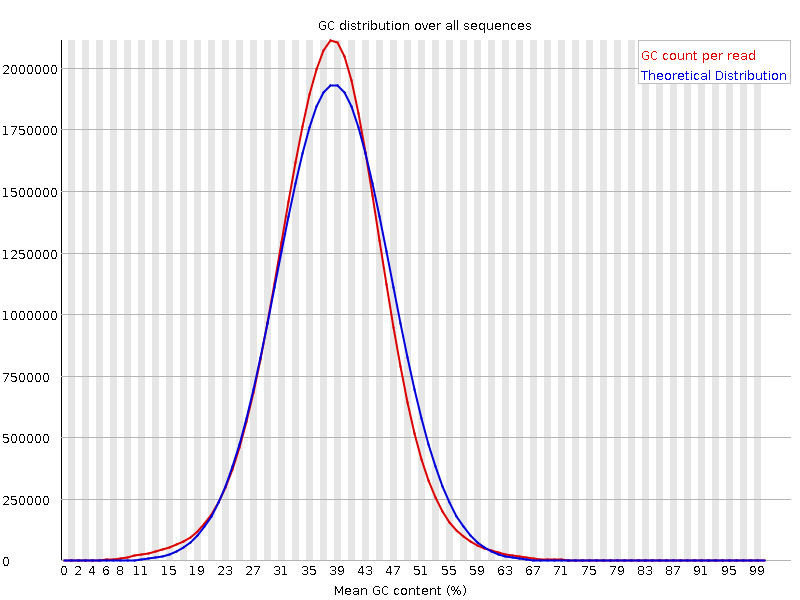 GC distribution over all sequences
GC count per read
Theoretical Distribution
2000000
1750000
1500000
1250000
1000000
750000
500000
250000
0
0 2 4 6 8 11 15 19 23 27 31 35 39 43 47 51 55 59 63 67 71 75 79 83 87 91 95 99
Mean GC content (%)